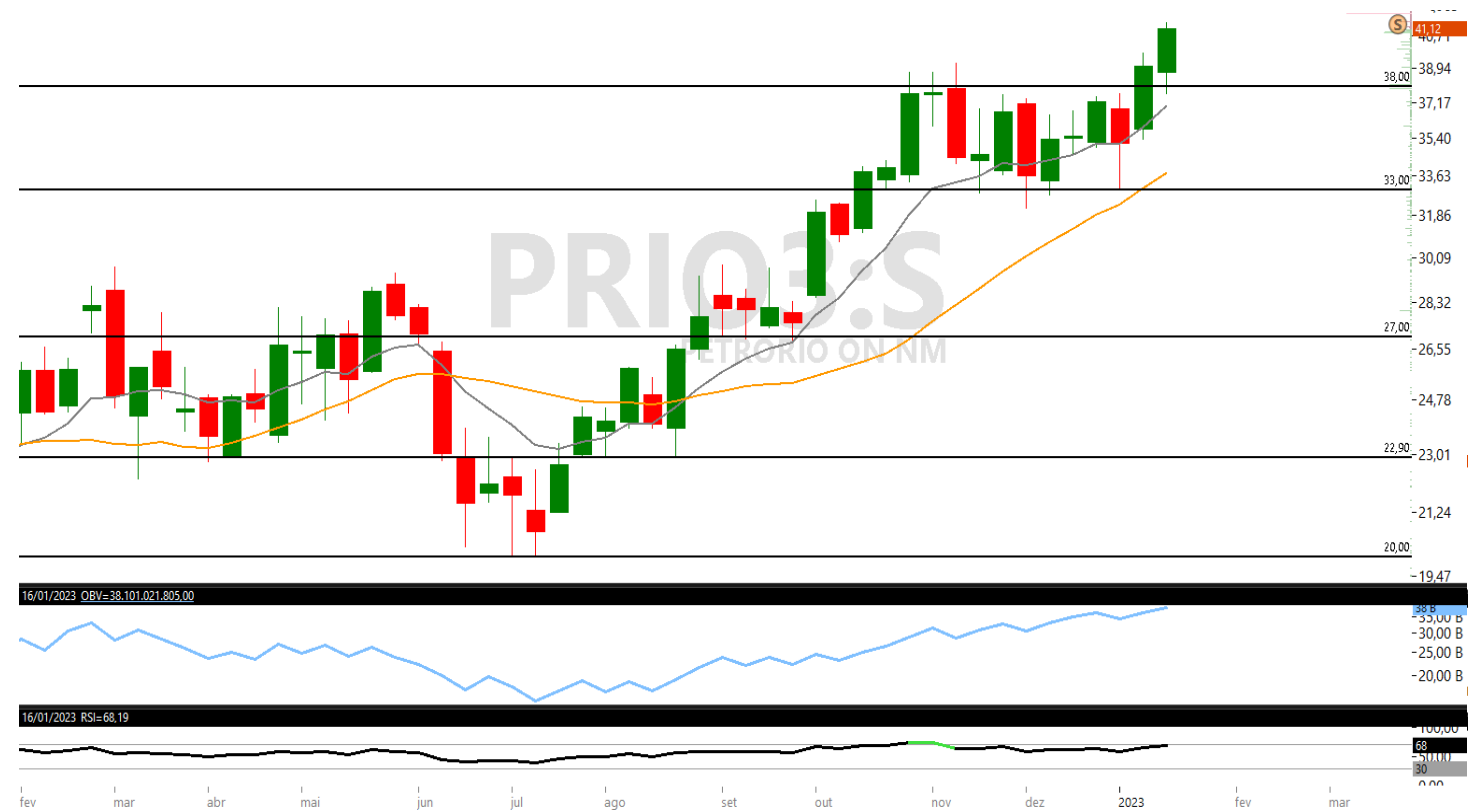 S
41,12
40,71
38,94
38,00
37,17
35,40
33,63
33,00
31,86
PRIO3:S
30,09
28,32
27,00
PETRORIO ON NM
26,55
24,78
22,90
23,01
21,24
20,00
19,47
16/01/2023 OBV=38.101.021.805,00
38 B
35,00 B
30,00 B
25,00 B
20,00 B
16/01/2023 RSI=68,19
100,00
68
50,00
30
0,00
fev mar abr mai jun jul ago set out nov dez 2023 fev mar